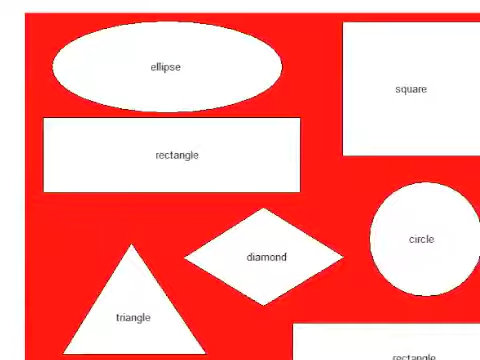 ellipse
square
rectangle
circle
diamond
triangle
rectangle